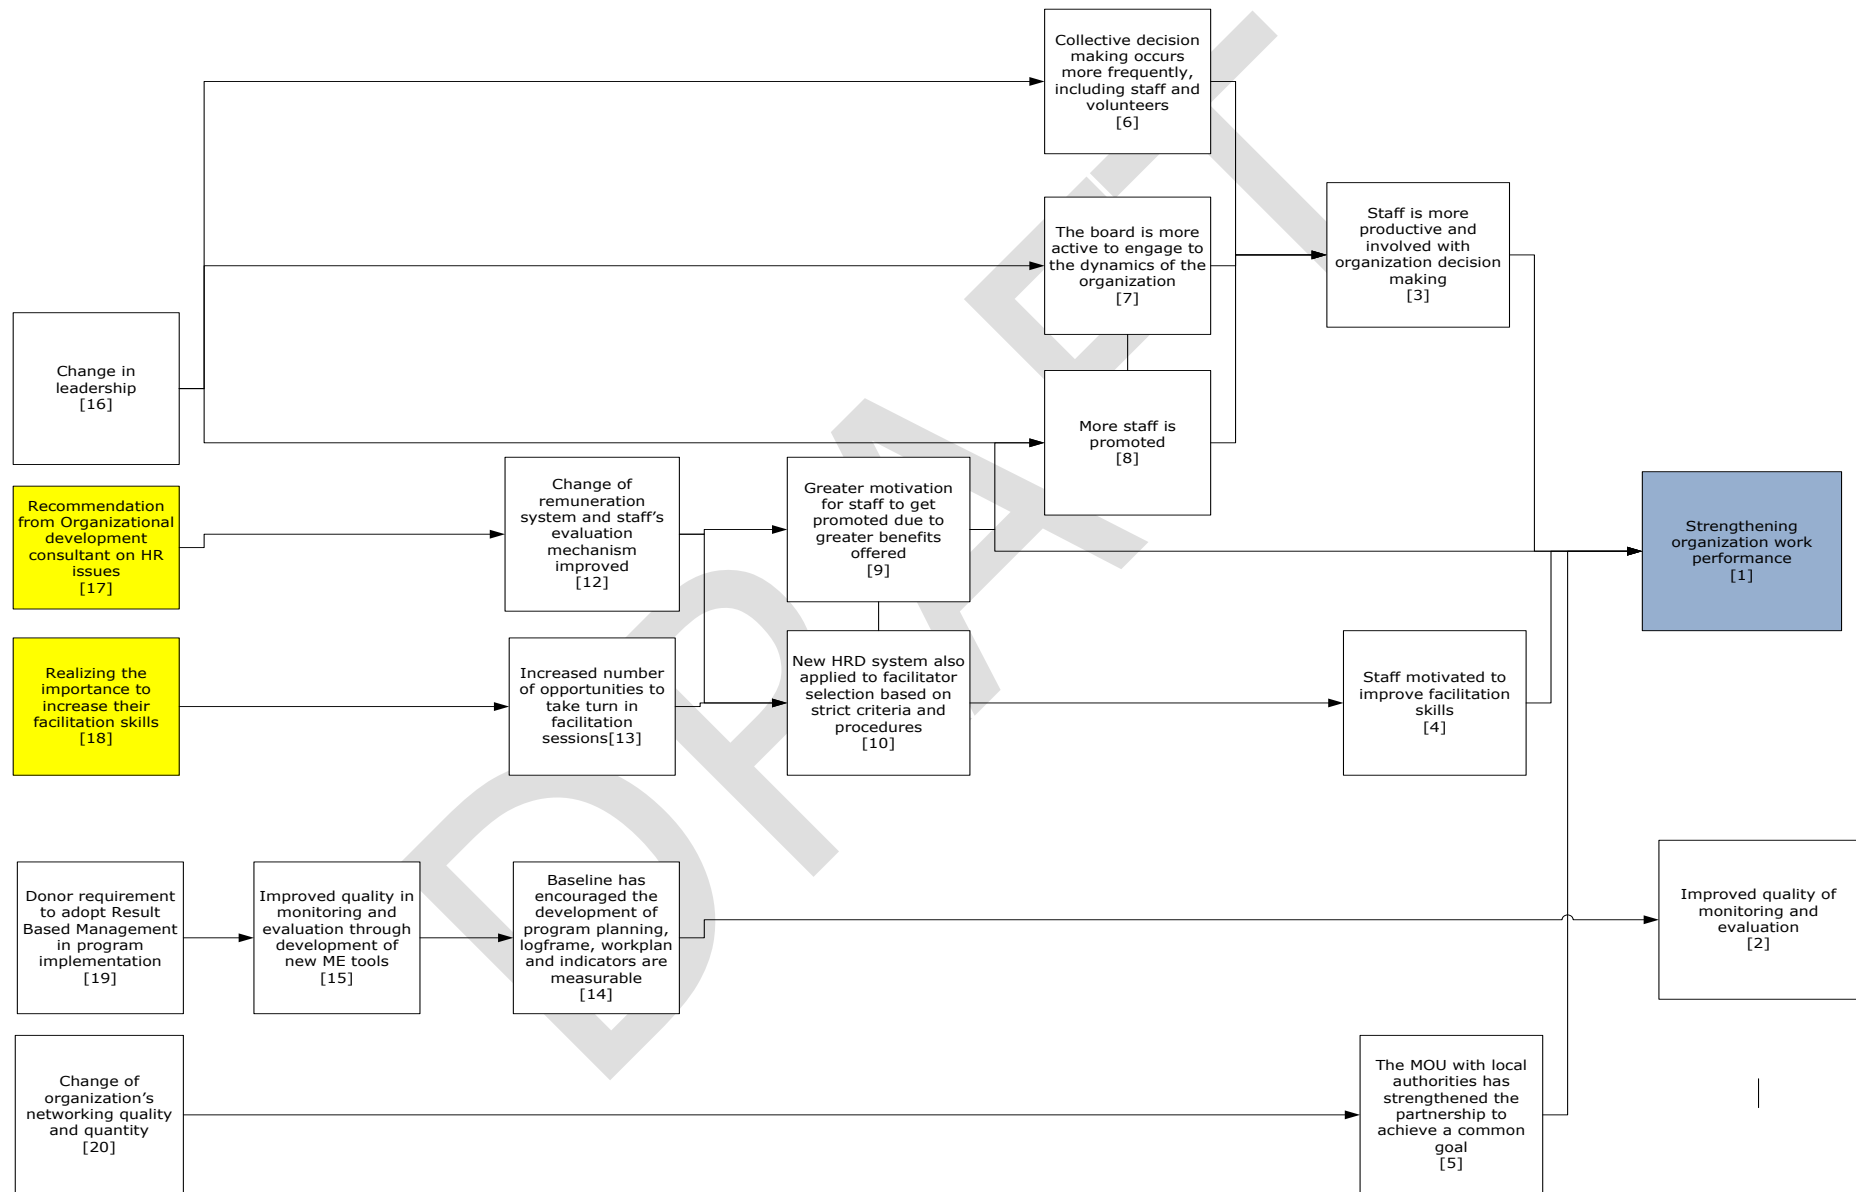 Collective decision
making occurs
more frequently,
including staff and
volunteers
[6]
The board is more
active to engage to
the dynamics of the
organization
[7]
Staff is more
productive and
involved with
organization decision
making
[3]
Change in
leadership
[16]
More staff is
promoted
[8]
Recommendation
from Organizational
development
consultant on HR
issues
[17]
Change of
remuneration
system and staff’s
evaluation
mechanism
improved
[12]
Greater motivation
for staff to get
promoted due to
greater benefits
offered
[9]
Strengthening
organization work
performance
[1]
Realizing the
importance to
increase their
facilitation skills
[18]
Increased number
of opportunities to
take turn in
facilitation
sessions[13]
New HRD system also
applied to facilitator
selection based on
strict criteria and
procedures
[10]
Staff motivated to
improve facilitation
skills
[4]
Donor requirement
to adopt Result
Based Management
in program
implementation
[19]
Improved quality in
monitoring and
evaluation through
development of
new ME tools
[15]
Baseline has
encouraged the
development of
program planning,
logframe, workplan
and indicators are
measurable
[14]
Improved quality of
monitoring and
evaluation
[2]
Change of
organization’s
networking quality
and quantity
[20]
The MOU with local
authorities has
strengthened the
partnership to
achieve a common
goal
[5]
DRAFT